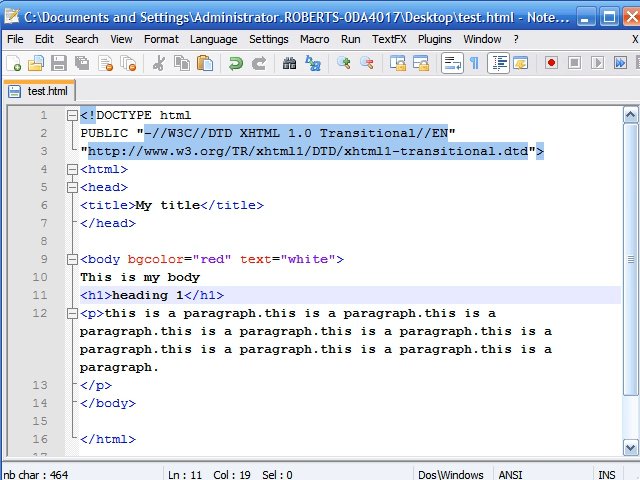 C:\Documents and Settings\Administrator.ROBERTS-0DA4017\Desktop\test.html - Note...
File Edit Search View Format Language Settings Macro Run TextFX Plugins Window ? X
test.html
1 <!DOCTYPE html
2 PUBLIC "-//W3C//DTD XHTML 1.0 Transitional//EN"
3 "http://www.w3.org/TR/xhtml1/DTD/xhtml1-transitional.dtd">
4 <html>
5 <head>
6 <title>My title</title>
7 </head>
8
9 <body bgcolor="red" text="white">
10 This is my body
11 <h1>heading 1</h1>
12 <p>this is a paragraph.this is a paragraph.this is a
paragraph.this is a paragraph.this is a paragraph.this is a
paragraph.this is a paragraph.this is a paragraph.this is a
paragraph.
13 </p>
14 </body>
15
16 </html>
17
nb char : 464 Ln : 11 Col : 19 Sel : 0 Dos\Windows ANSI INS